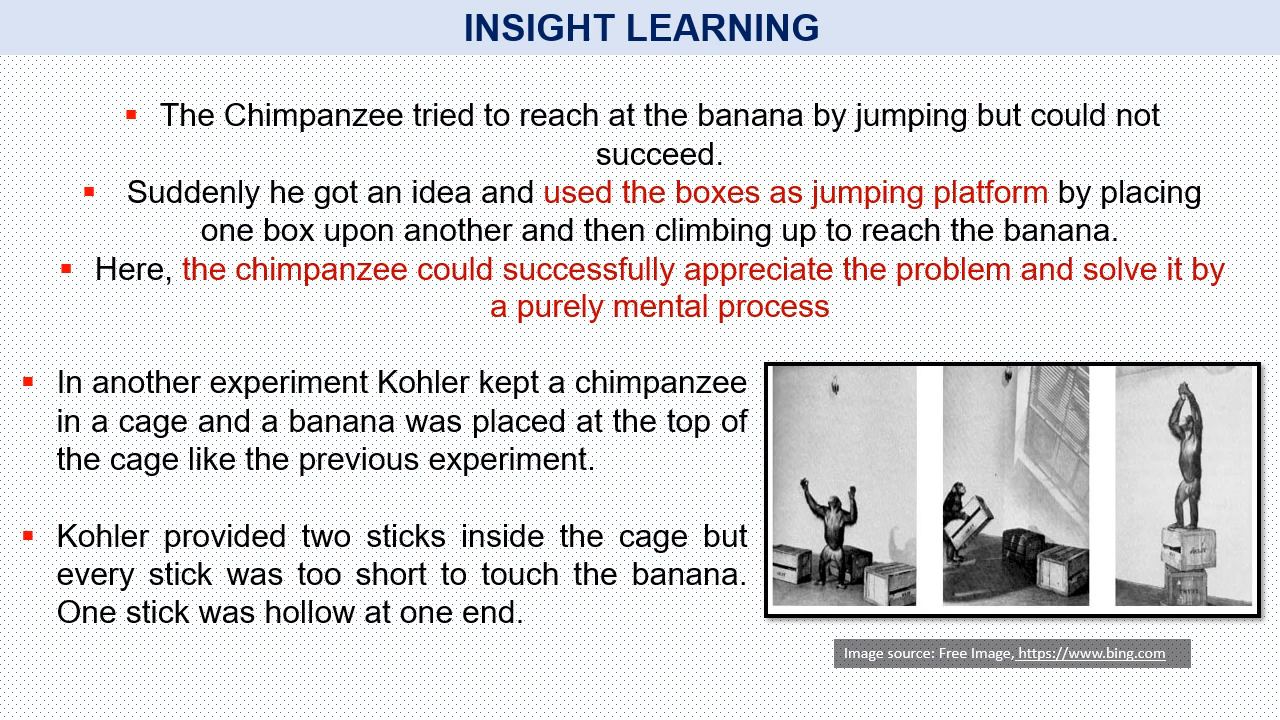 INSIGHT LEARNING
▪ The Chimpanzee tried to reach at the banana by jumping but could not
succeed.
▪ Suddenly he got an idea and used the boxes as jumping platform by placing
one box upon another and then climbing up to reach the banana.
▪ Here, the chimpanzee could successfully appreciate the problem and solve it by
a purely mental process
▪ In another experiment Kohler kept a chimpanzee
in a cage and a banana was placed at the top of
the cage like the previous experiment.
▪ Kohler provided two sticks inside the cage but
every stick was too short to touch the banana.
One stick was hollow at one end.
Image source: Free Image, https://www.bing.com